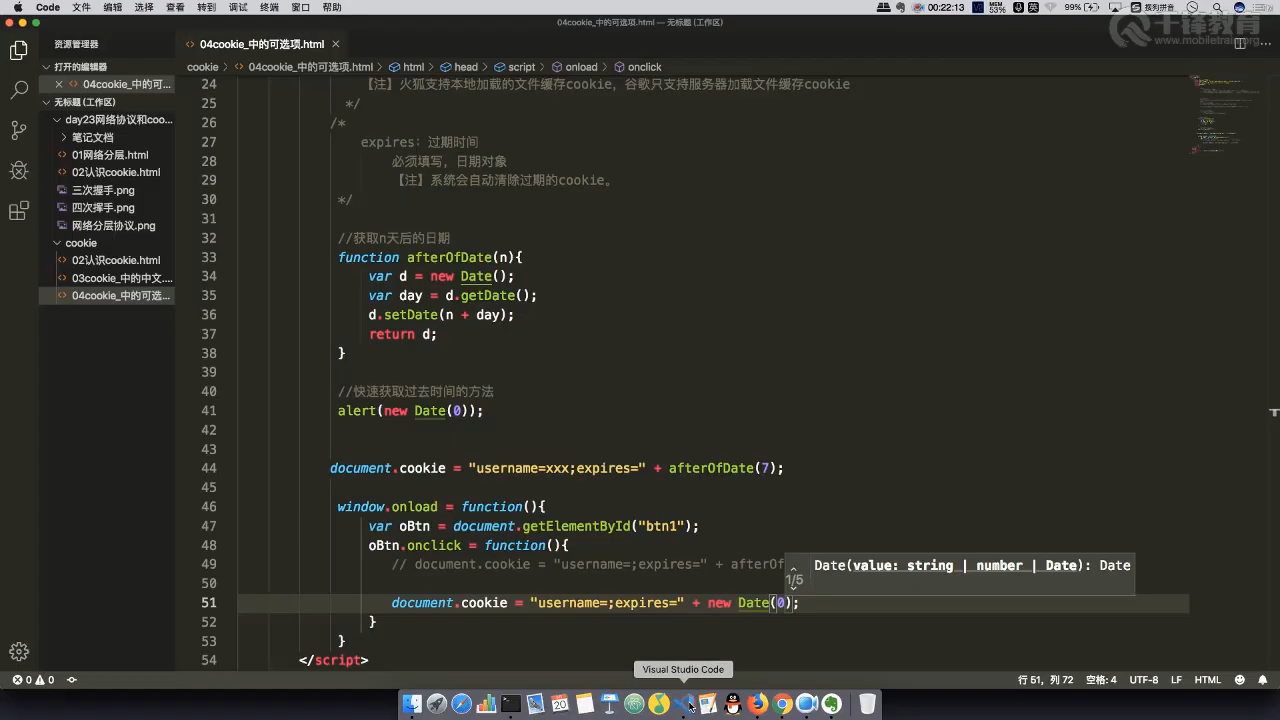 Code 文件 编辑 选择 查看 转到 调试 终端 窗口 帮助 00:22:13 99% 搜狗拼音
04cookie_中的可选项.html — 无标题 (工作区)
千锋教育
www.mobiletrain.org
资源管理器
04cookie_中的可选项.html ×
打开的编辑器
cookie > 04cookie_中的可选项.html > html > head > script > onload > onclick
× 04cookie_中的可...
无标题 (工作区)
day23网络协议和coo...
笔记文档
01网络分层.html
02认识cookie.html
三次握手.png
四次挥手.png
网络分层协议.png
cookie
02认识cookie.html
03cookie_中的中文....
04cookie_中的可选...
24 【注】火狐支持本地加载的文件缓存cookie，谷歌只支持服务器加载文件缓存cookie
25 */
26 /*
27 expires：过期时间
28 必须填写，日期对象
29 【注】系统会自动清除过期的cookie。
30 */
31
32 //获取n天后的日期
33 function afterOfDate(n){
34 var d = new Date();
35 var day = d.getDate();
36 d.setDate(n + day);
37 return d;
38 }
39
40 //快速获取过去时间的方法
41 alert(new Date(0));
42
43
44 document.cookie = "username=xxx;expires=" + afterOfDate(7);
45
46 window.onload = function(){
47 var oBtn = document.getElementById("btn1");
48 oBtn.onclick = function(){
49 // document.cookie = "username=;expires=" + afterOf
Date(value: string | number | Date): Date
1/5
50
51 document.cookie = "username=;expires=" + new Date(0);
52 }
53 }
54 </script>
Visual Studio Code
0 0 行 51, 列 72 空格: 4 UTF-8 LF HTML